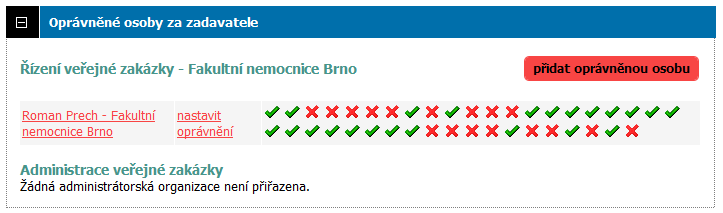 Oprávněné osoby za zadavatele
Řízení veřejné zakázky - Fakultní nemocnice Brno
přidat oprávněnou osobu
Roman Prech - Fakultní
nemocnice Brno
nastavit
oprávnění
Administrace veřejné zakázky
Žádná administrátorská organizace není přiřazena.